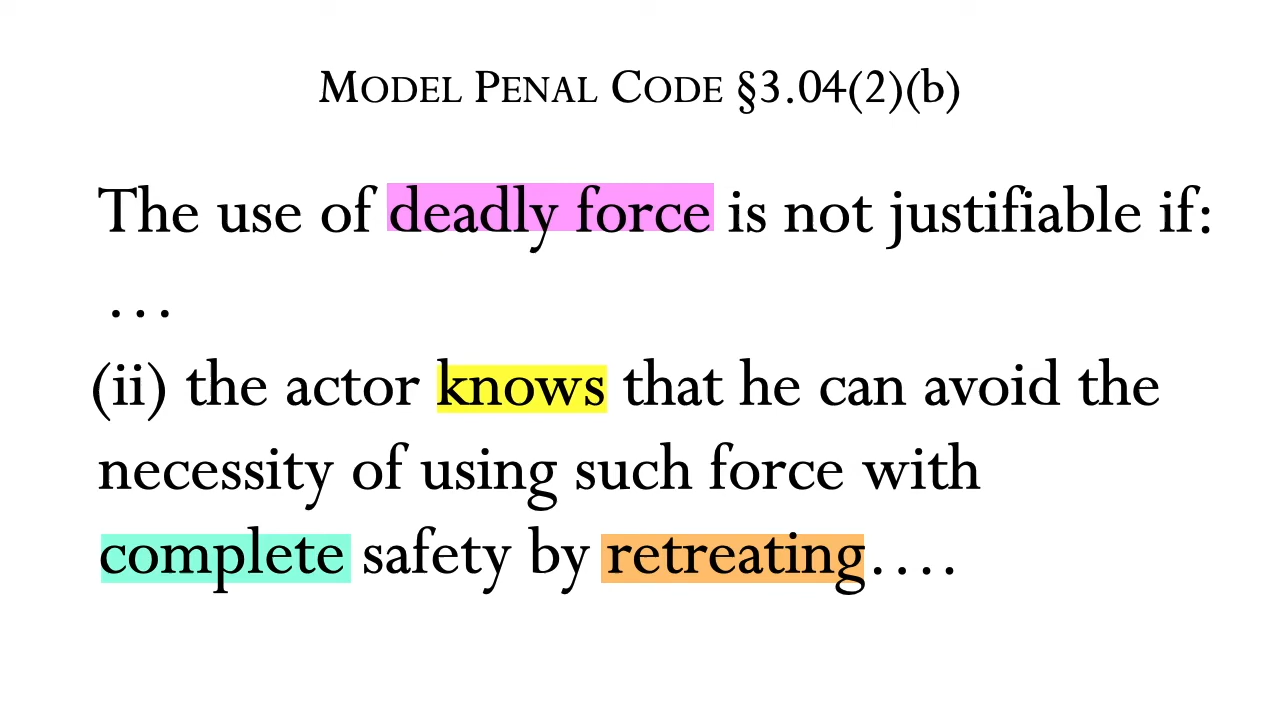 MODEL PENAL CODE §3.04(2)(b)
The use of deadly force is not justifiable if:
…
(ii) the actor knows that he can avoid the
necessity of using such force with
complete safety by retreating….